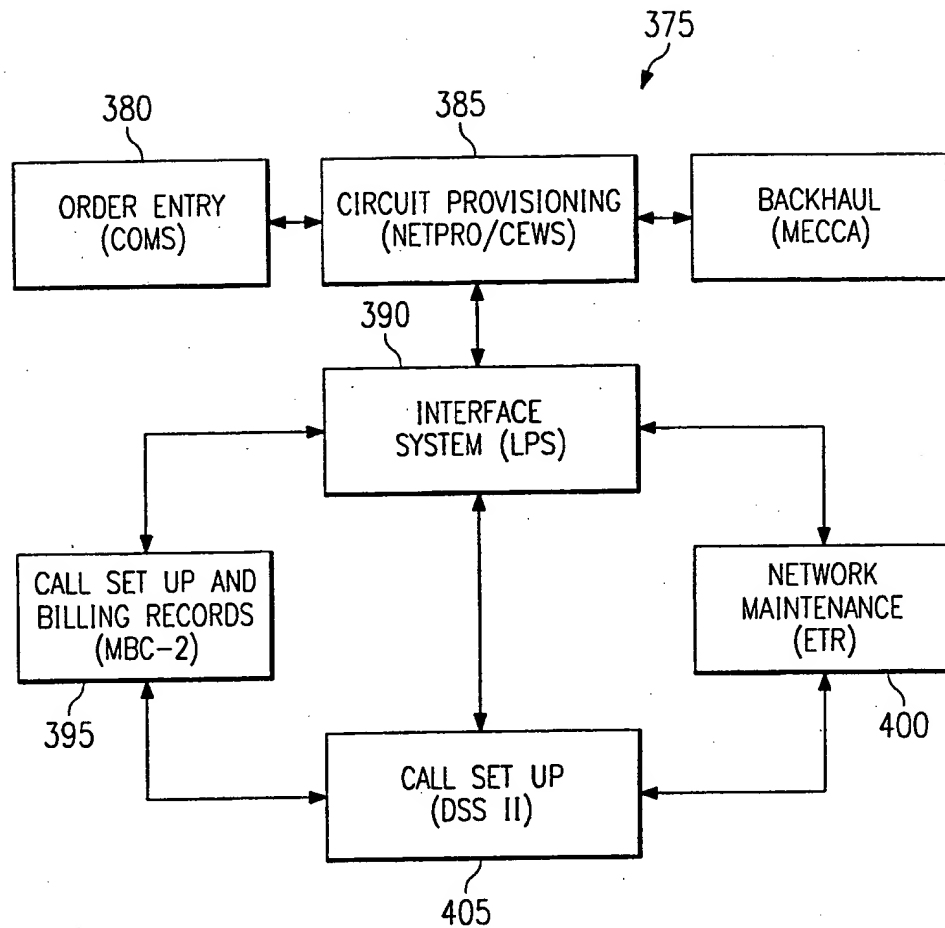 375
380
385
ORDER ENTRY
(COMS)
CIRCUIT PROVISIONING
(NETPRO/CEWS)
BACKHAUL
(MECCA)
390
INTERFACE
SYSTEM (LPS)
CALL SET UP AND
BILLING RECORDS
(MBC-2)
NETWORK
MAINTENANCE
(ETR)
395
400
CALL SET UP
(DSS II)
405